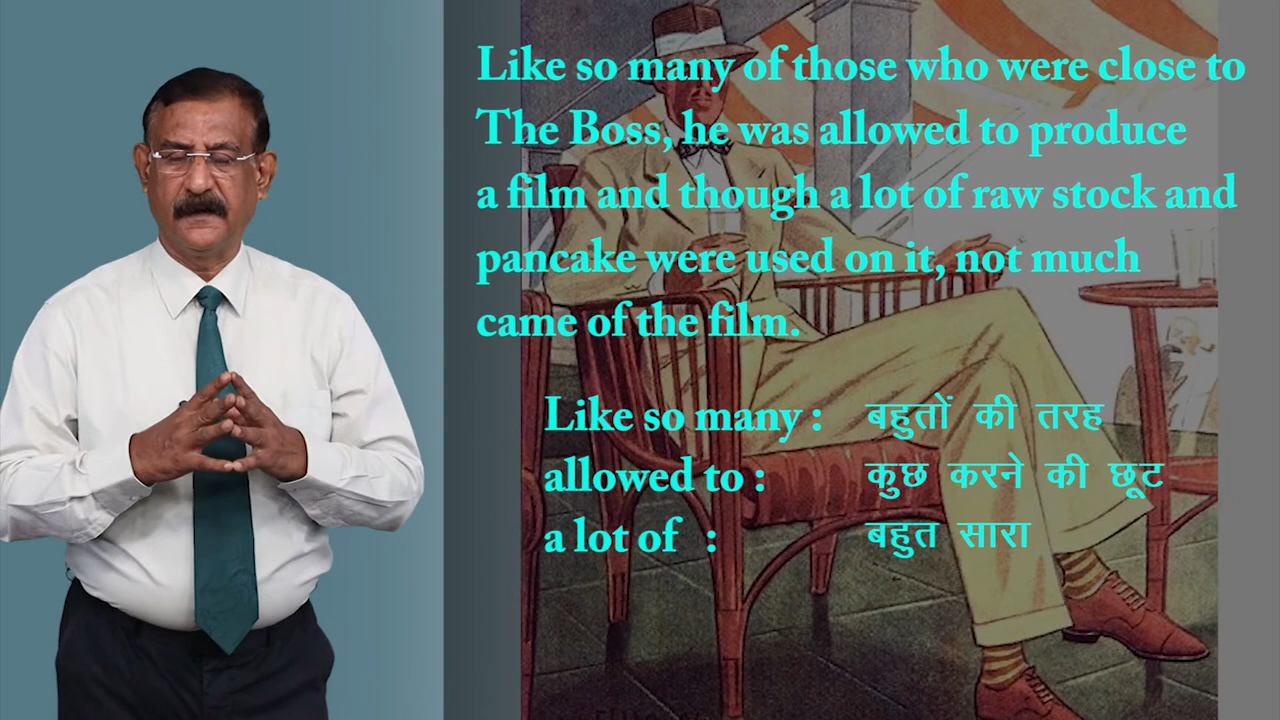 Like so many of those who were close to
The Boss, he was allowed to produce
a film and though a lot of raw stock and
pancake were used on it, not much
came of the film.
Like so many : बहुतों की तरह
allowed to : कुछ करने की छूट
a lot of : बहुत सारा